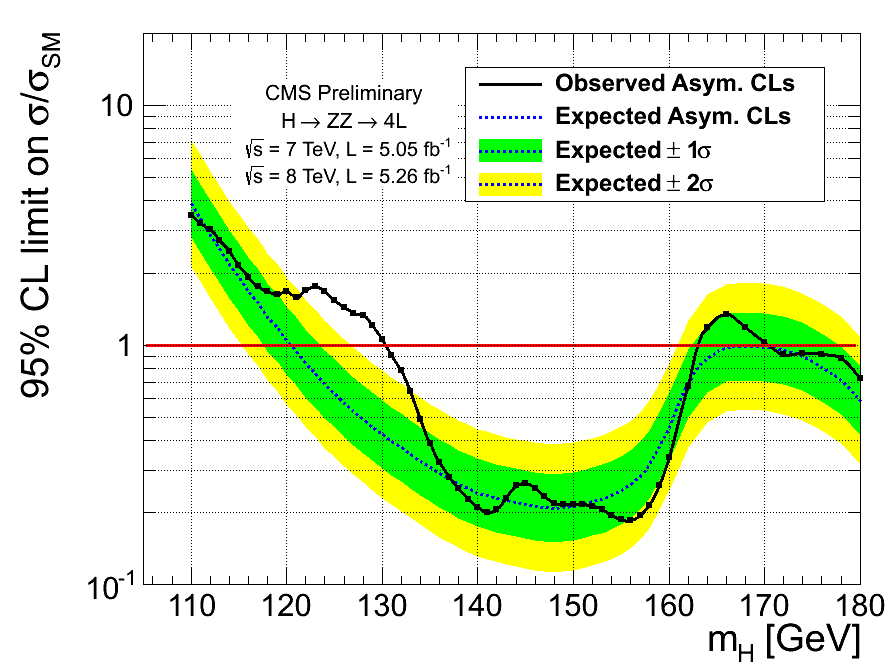 95% CL limit on σ/σSM
10
1
10-1
CMS Preliminary
H → ZZ → 4L
√s = 7 TeV, L = 5.05 fb-1
√s = 8 TeV, L = 5.26 fb-1
Observed Asym. CLs
Expected Asym. CLs
Expected ± 1σ
Expected ± 2σ
110 120 130 140 150 160 170 180
mH [GeV]